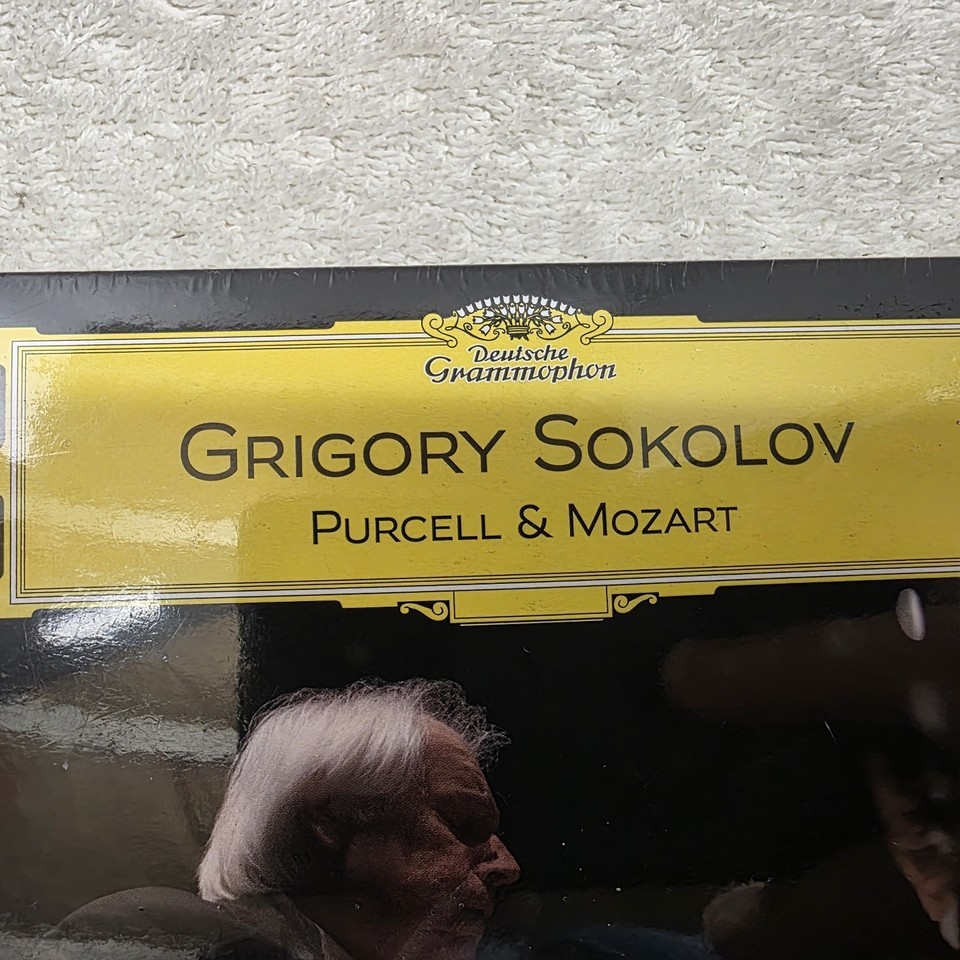 Deutsche
Grammophon
GRIGORY SOKOLOV
PURCELL & MOZART